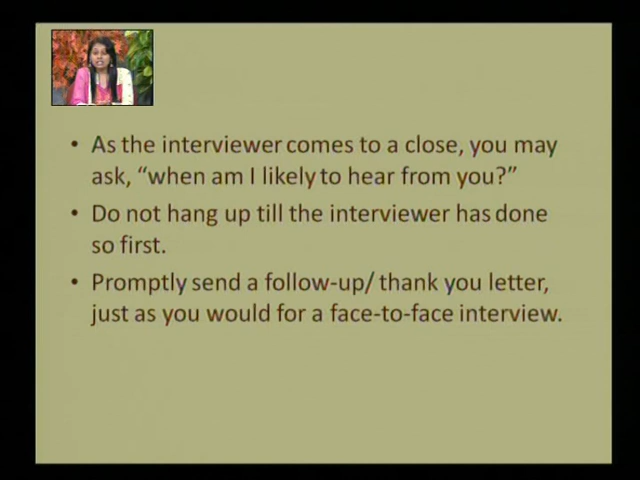 • As the interviewer comes to a close, you may
ask, “when am I likely to hear from you?”
• Do not hang up till the interviewer has done
so first.
• Promptly send a follow-up/ thank you letter,
just as you would for a face-to-face interview.